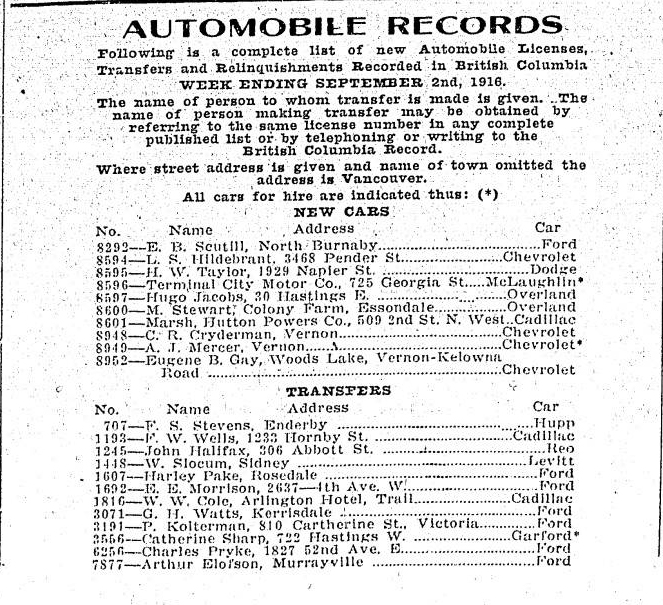 AUTOMOBILE RECORDS
Following is a complete list of new Automobile Licenses,
Transfers and Relinquishments Recorded in British Columbia
WEEK ENDING SEPTEMBER 2nd, 1916.
The name of person to whom transfer is made is given. The
name of person making transfer may be obtained by
referring to the same license number in any complete
published list or by telephoning or writing to the
British Columbia Record.
Where street address is given and name of town omitted the
address is Vancouver.
All cars for hire are indicated thus: (*)
NEW CARS
No. Name Address Car
8292—E. B. Scutill, North Burnaby.....Ford
8594—L. S. Hildebrant, 3468 Pender St.....Chevrolet
8595—H. W. Taylor, 1929 Napier St. .....Dodge
8596—Terminal City Motor Co., 725 Georgia St.....McLaughlin*
8597—Hugo Jacobs, 30 Hastings E. .....Overland
8600—M. Stewart, Colony Farm, Essondale.....Overland
8601—Marsh, Hutton Powers Co., 509 2nd St. N. West..Cadillac
8948—C. R. Cryderman, Vernon.....Chevrolet
8949—A. J. Mercer, Vernon.....Chevrolet*
8952—Eugene B. Gay, Woods Lake, Vernon-Kelowna
Road .....Chevrolet
TRANSFERS
No. Name Address Car
707—F. S. Stevens, Enderby .....Hupp
1193—F. W. Wells, 1233 Hornby St. .....Cadillac
1245—John Halifax, 306 Abbott St. .....Reo
1448—W. Slocum, Sidney .....Levitt
1607—Harley Pake, Rosedale .....Ford
1692—E. E. Morrison, 2637—4th Ave. W. .....Ford
1816—W. W. Cole, Arlington Hotel, Trail.....Cadillac
3071—G. H. Watts, Kerrisdale .....Ford
3191—P. Kolterman, 810 Cartherine St., Victoria.....Ford
3556—Catherine Sharp, 722 Hastings W. .....Garford*
6256—Charles Pryke, 1827 52nd Ave. E.....Ford
7877—Arthur Elofson, Murrayville .....Ford